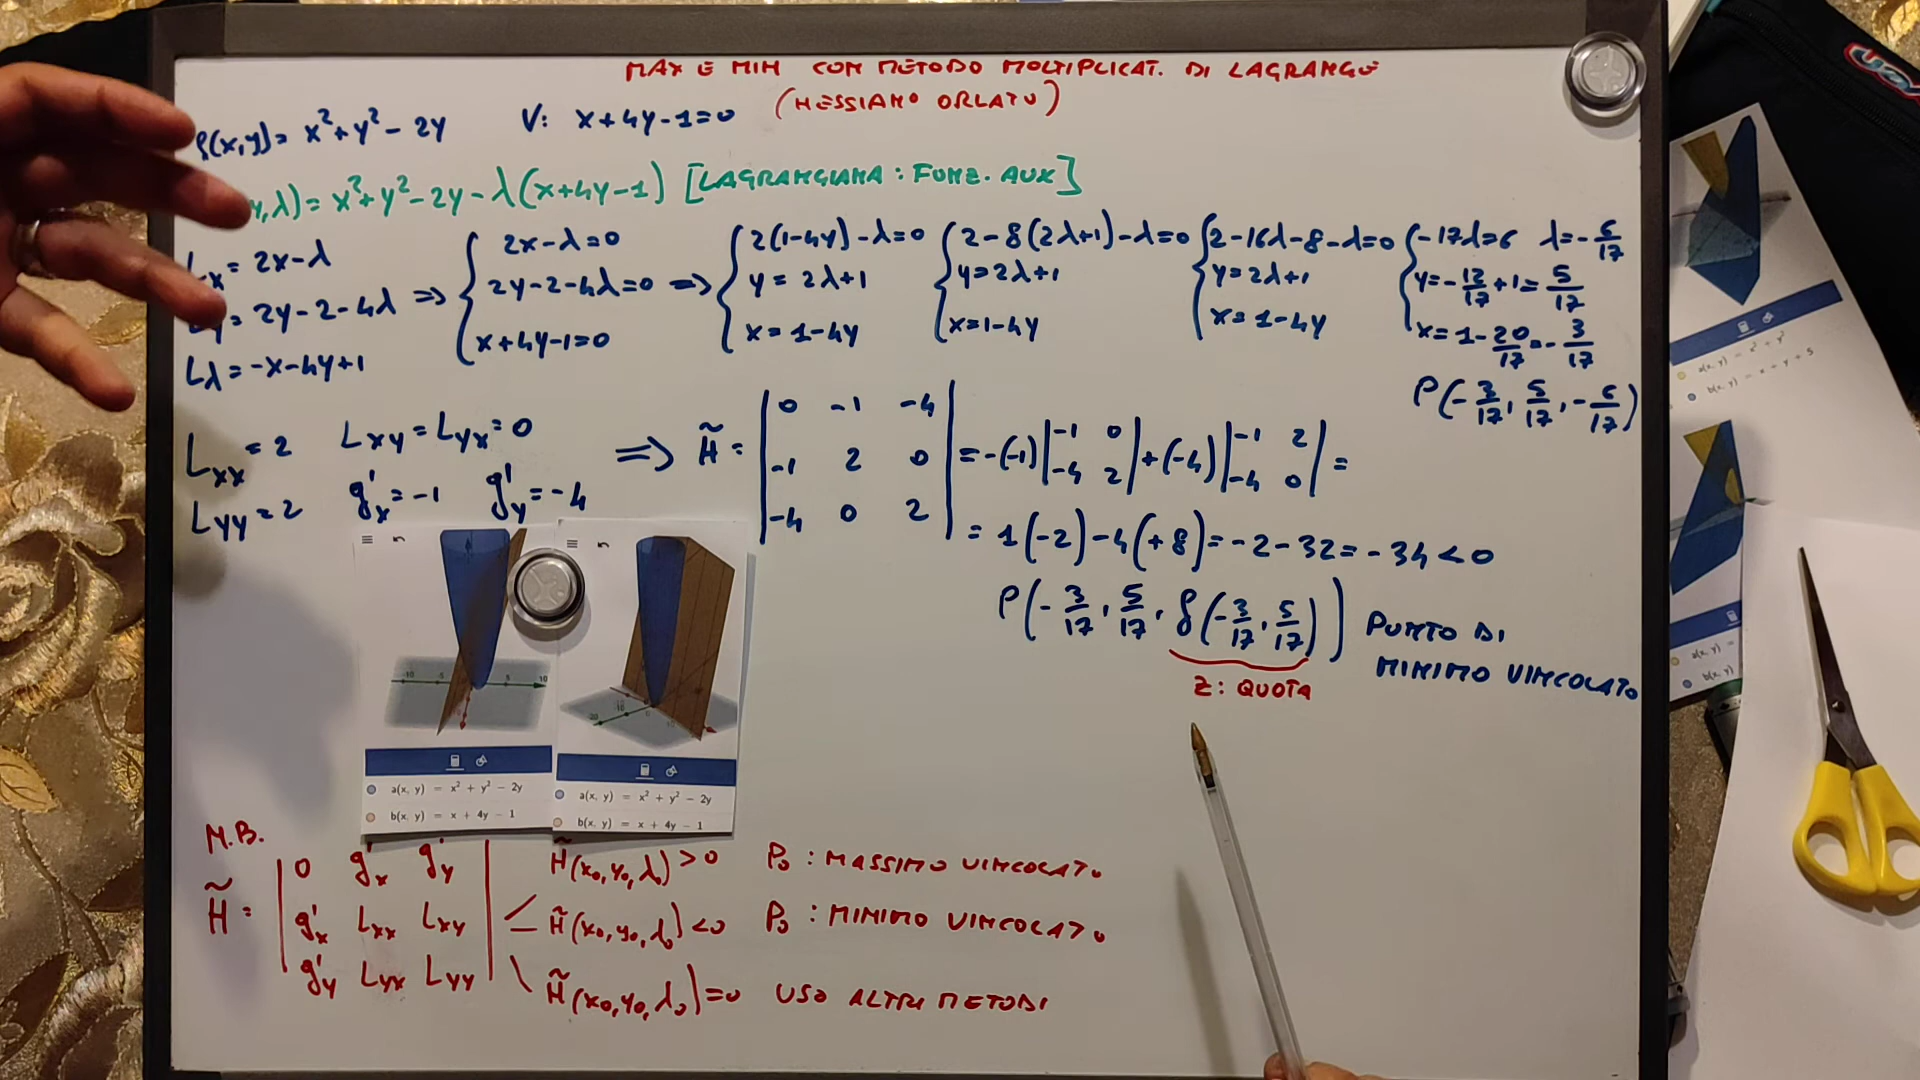 MAX E MIN CON METODO MOLTIPLICAT. DI LAGRANGE
(HESSIANO ORLATO)
f(x,y)= x²+y²-2y V: x+4y-1=0
y,λ)= x²+y²-2y-λ(x+4y-1) [LAGRANGIANA: FUNZ. AUX]
Lx = 2x-λ
Ly = 2y-2-4λ
Lλ = -x-4y+1
⇒ { 2x-λ=0
2y-2-4λ=0
x+4y-1=0
⇒ { 2(1-4y)-λ=0
y = 2λ+1
x = 1-4y
{ 2-8(2λ+1)-λ=0
y=2λ+1
x=1-4y
{ 2-16λ-8-λ=0
y=2λ+1
x=1-4y
{ -17λ=6 λ=-6/17
y=-12/17+1=5/17
x=1-20/17=-3/17
P(-3/17, 5/17, -6/17)
Lxx = 2 Lxy = Lyx = 0
Lyy = 2 g'x = -1 g'y = -4
⇒ H̃ = | 0 -1 -4 |
| -1 2 0 |
| -4 0 2 |
= -(-1) | -1 0 | + (-4) | -1 2 | =
| -4 2 | | -4 0 |
= 1(-2)-4(+8) = -2-32 = -34 < 0
P(-3/17, 5/17, f(-3/17, 5/17)) PUNTO DI
MINIMO VINCOLATO
Z: QUOTA
a(x, y) = x² + y² - 2y
b(x, y) = x + 4y - 1
a(x, y) = x² + y² - 2y
b(x, y) = x + 4y - 1
N.B.
H̃ = | 0 g'x g'y |
| g'x Lxx Lxy |
| g'y Lyx Lyy |
H̃(x₀,y₀,λ₀) > 0 P₀ : MASSIMO VINCOLATO
H̃(x₀,y₀,λ₀) < 0 P₀ : MINIMO VINCOLATO
H̃(x₀,y₀,λ₀) = 0 USO ALTRI METODI
a(x, y) = x² + y²
b(x, y) = x + y + 5
a(x, y) =
b(x, y)